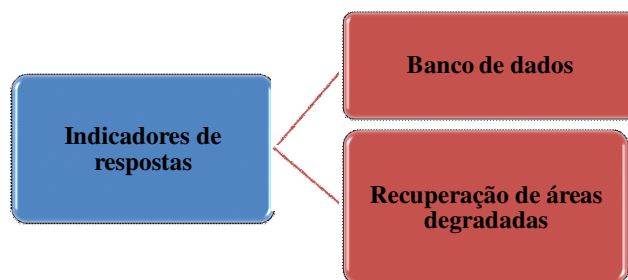 Indicadores de
respostas
Banco de dados
Recuperação de áreas
degradadas